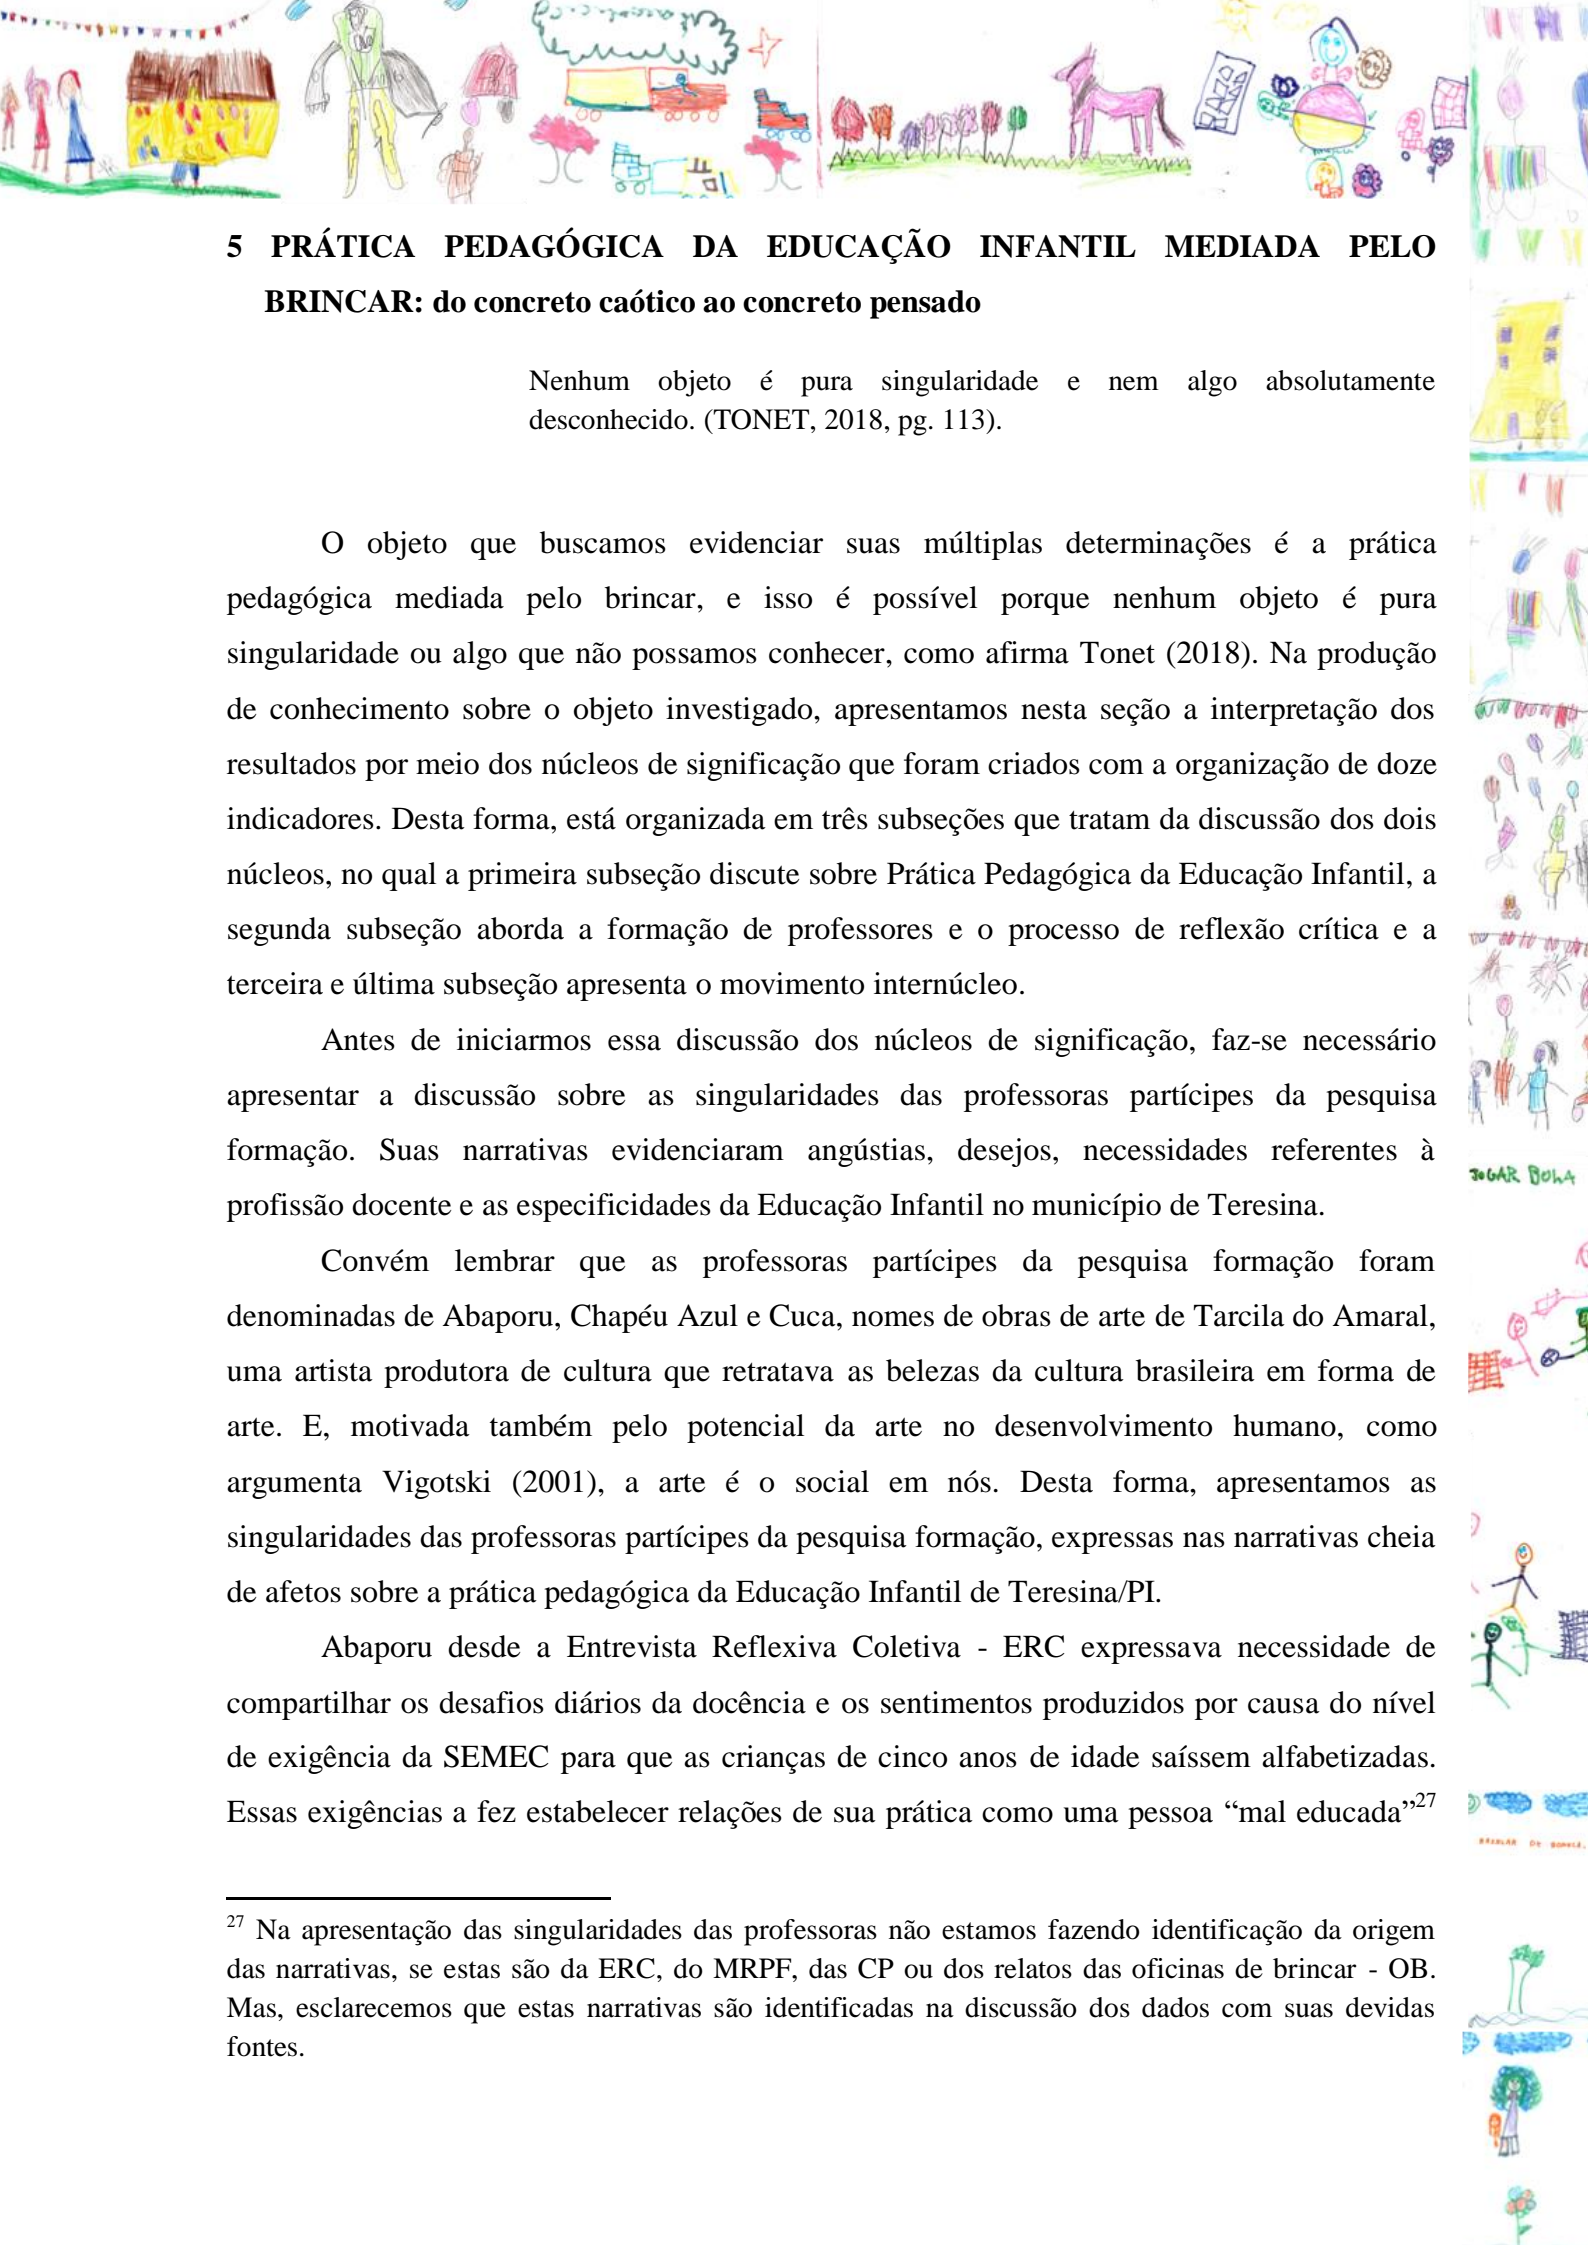 5 PRÁTICA PEDAGÓGICA DA EDUCAÇÃO INFANTIL MEDIADA PELO
BRINCAR: do concreto caótico ao concreto pensado
Nenhum objeto é pura singularidade e nem algo absolutamente
desconhecido. (TONET, 2018, pg. 113).
O objeto que buscamos evidenciar suas múltiplas determinações é a prática
pedagógica mediada pelo brincar, e isso é possível porque nenhum objeto é pura
singularidade ou algo que não possamos conhecer, como afirma Tonet (2018). Na produção
de conhecimento sobre o objeto investigado, apresentamos nesta seção a interpretação dos
resultados por meio dos núcleos de significação que foram criados com a organização de doze
indicadores. Desta forma, está organizada em três subseções que tratam da discussão dos dois
núcleos, no qual a primeira subseção discute sobre Prática Pedagógica da Educação Infantil, a
segunda subseção aborda a formação de professores e o processo de reflexão crítica e a
terceira e última subseção apresenta o movimento internúcleo.
Antes de iniciarmos essa discussão dos núcleos de significação, faz-se necessário
apresentar a discussão sobre as singularidades das professoras partícipes da pesquisa
formação. Suas narrativas evidenciaram angústias, desejos, necessidades referentes à
profissão docente e as especificidades da Educação Infantil no município de Teresina.
Convém lembrar que as professoras partícipes da pesquisa formação foram
denominadas de Abaporu, Chapéu Azul e Cuca, nomes de obras de arte de Tarcila do Amaral,
uma artista produtora de cultura que retratava as belezas da cultura brasileira em forma de
arte. E, motivada também pelo potencial da arte no desenvolvimento humano, como
argumenta Vigotski (2001), a arte é o social em nós. Desta forma, apresentamos as
singularidades das professoras partícipes da pesquisa formação, expressas nas narrativas cheia
de afetos sobre a prática pedagógica da Educação Infantil de Teresina/PI.
Abaporu desde a Entrevista Reflexiva Coletiva - ERC expressava necessidade de
compartilhar os desafios diários da docência e os sentimentos produzidos por causa do nível
de exigência da SEMEC para que as crianças de cinco anos de idade saíssem alfabetizadas.
Essas exigências a fez estabelecer relações de sua prática como uma pessoa “mal educada”27
27 Na apresentação das singularidades das professoras não estamos fazendo identificação da origem
das narrativas, se estas são da ERC, do MRPF, das CP ou dos relatos das oficinas de brincar - OB.
Mas, esclarecemos que estas narrativas são identificadas na discussão dos dados com suas devidas
fontes.
JOGAR BOLA
BRINCAR DE BONECA.